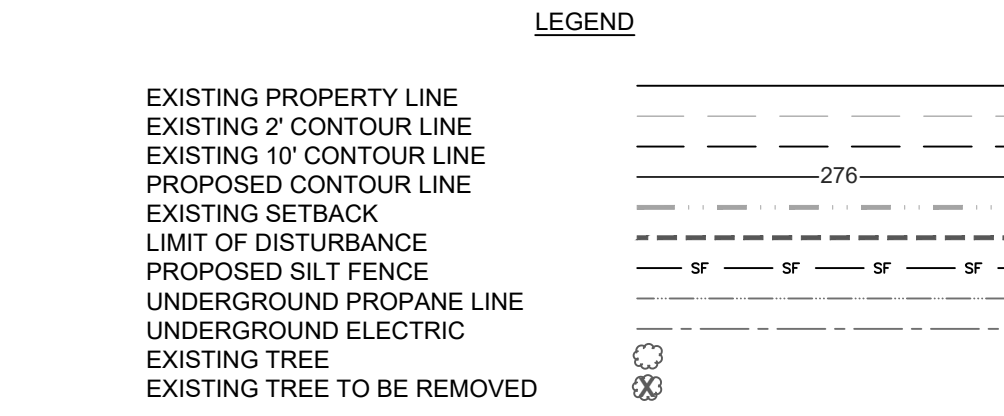 LEGEND
EXISTING PROPERTY LINE
EXISTING 2' CONTOUR LINE
EXISTING 10' CONTOUR LINE
PROPOSED CONTOUR LINE 276
EXISTING SETBACK
LIMIT OF DISTURBANCE
PROPOSED SILT FENCE SF SF SF SF
UNDERGROUND PROPANE LINE
UNDERGROUND ELECTRIC
EXISTING TREE
EXISTING TREE TO BE REMOVED X